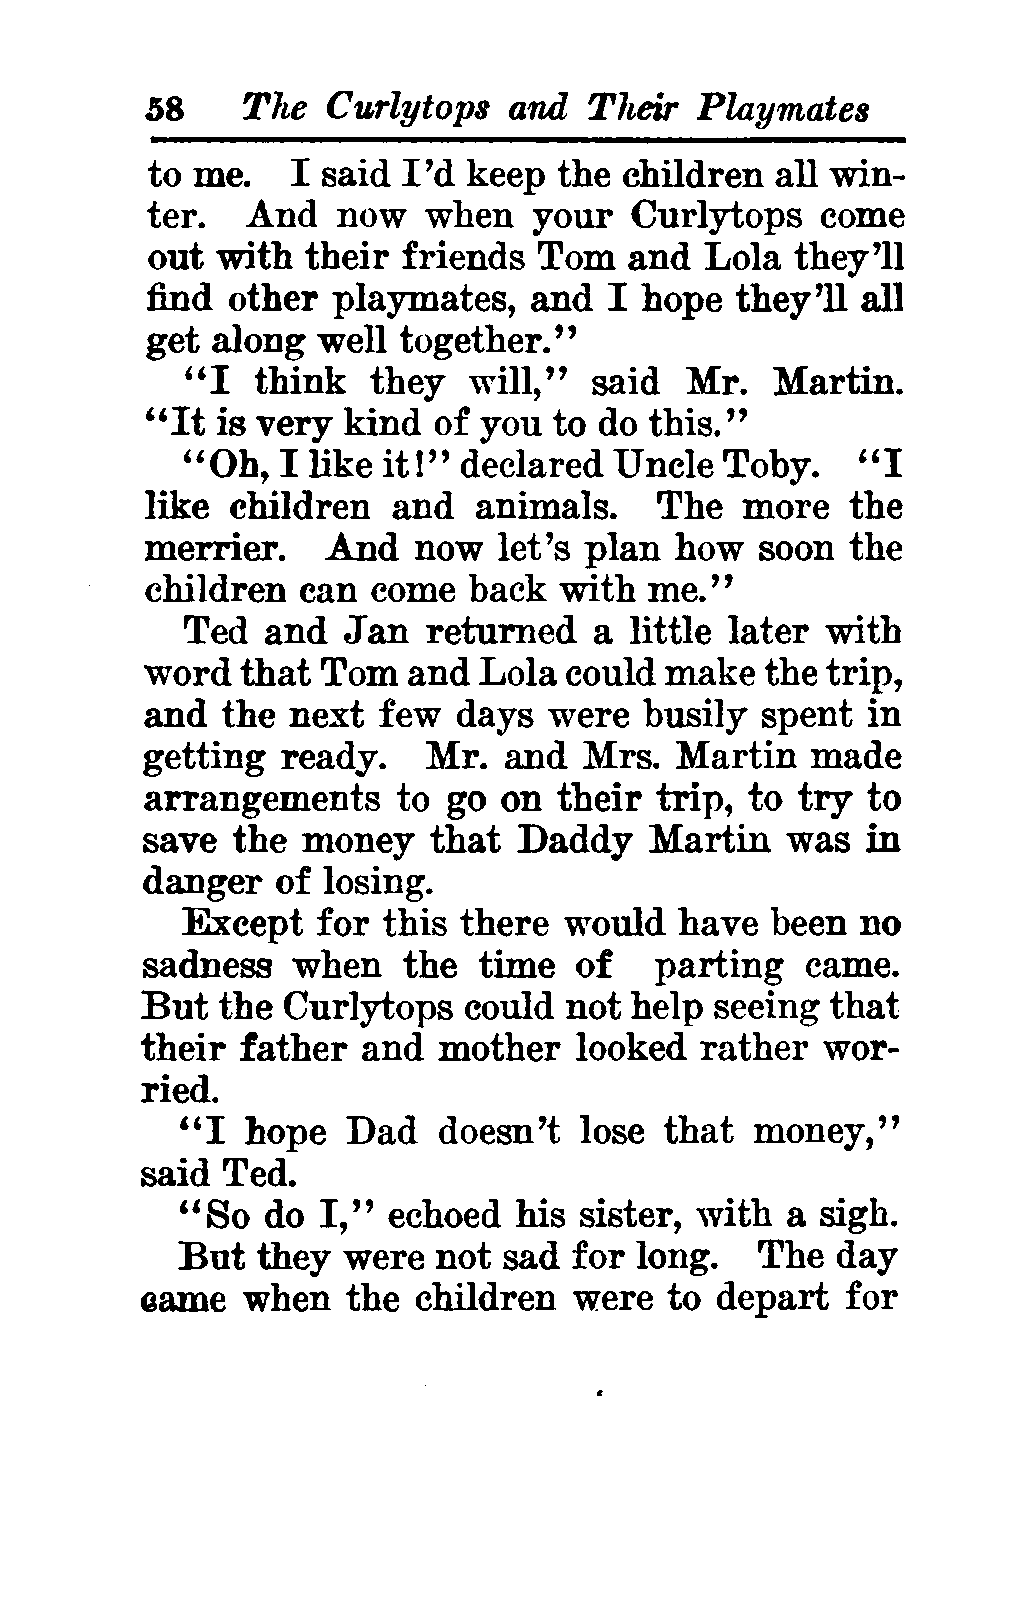 58 The Curlytops and Their Playmates
to me. I said I'd keep the children all win-
ter. And now when your Curlytops come
out with their friends Tom and Lola they'll
find other playmates, and I hope they'll all
get along well together."
"I think they will," said Mr. Martin.
"It is very kind of you to do this."
"Oh, I like it!" declared Uncle Toby. "I
like children and animals. The more the
merrier. And now let's plan how soon the
children can come back with me."
Ted and Jan returned a little later with
word that Tom and Lola could make the trip,
and the next few days were busily spent in
getting ready. Mr. and Mrs. Martin made
arrangements to go on their trip, to try to
save the money that Daddy Martin was in
danger of losing.
Except for this there would have been no
sadness when the time of parting came.
But the Curlytops could not help seeing that
their father and mother looked rather wor-
ried.
"I hope Dad doesn't lose that money,"
said Ted.
"So do I," echoed his sister, with a sigh.
But they were not sad for long. The day
came when the children were to depart for